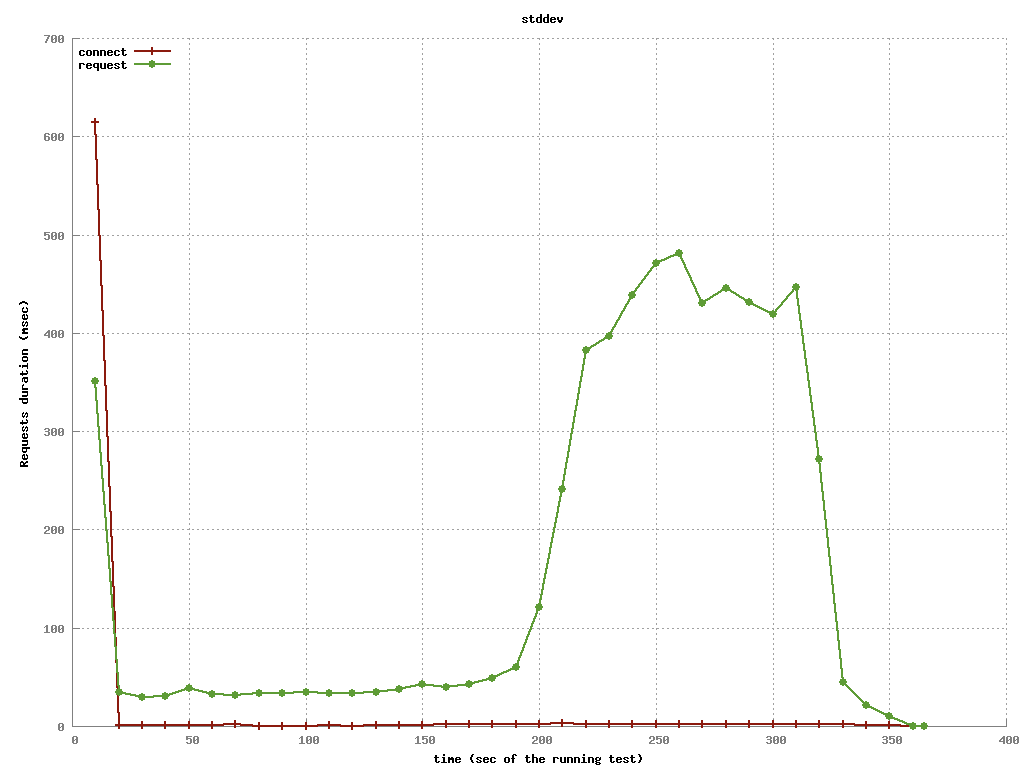 stddev
connect
request
700
600
500
400
300
200
100
0
Requests duration (msec)
0 50 100 150 200 250 300 350 400
time (sec of the running test)